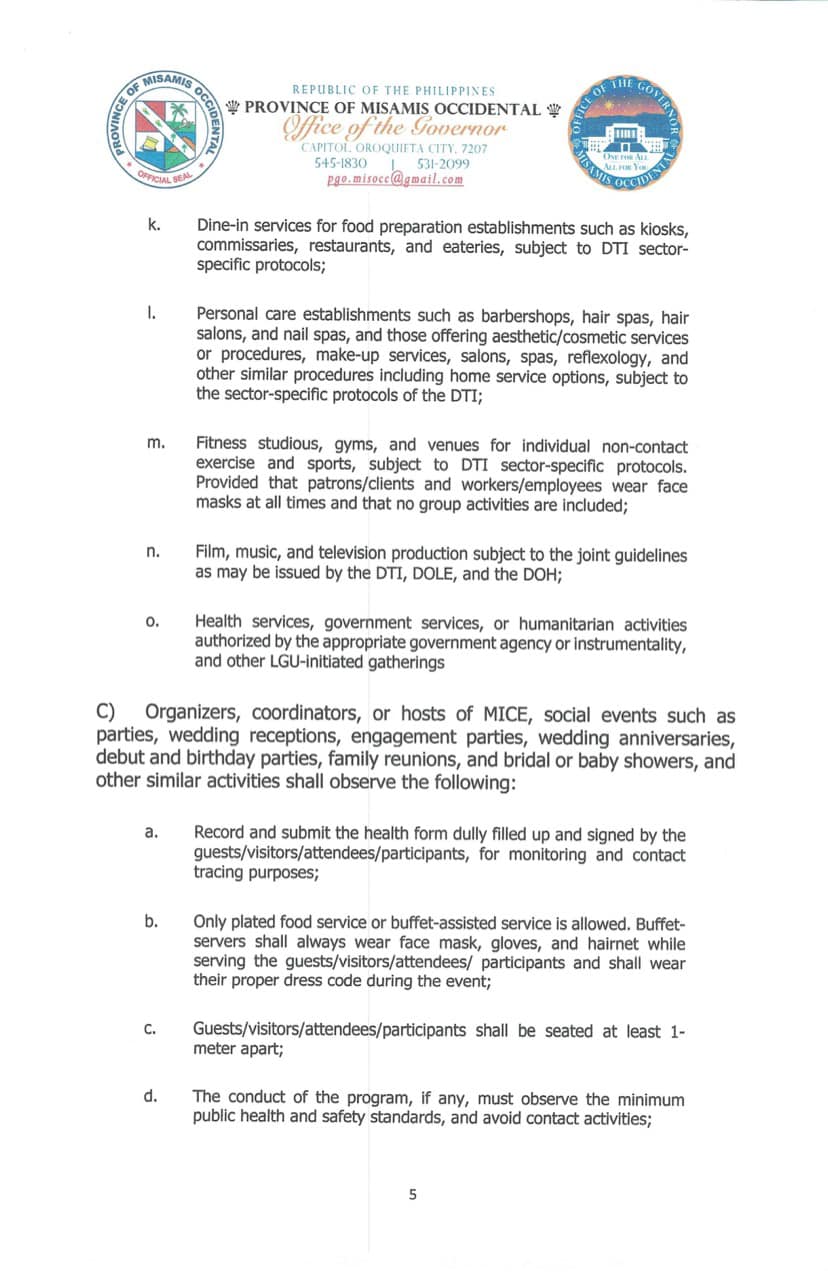 PROVINCE OF MISAMIS OCCIDENTAL
OFFICIAL SEAL
REPUBLIC OF THE PHILIPPINES
PROVINCE OF MISAMIS OCCIDENTAL
Office of the Governor
CAPITOL, OROQUIETA CITY, 7207
545-1830 | 531-2099
pgo.misocc@gmail.com
OFFICE OF THE GOVERNOR
ONE FOR ALL
ALL FOR YOU
MISAMIS OCCIDENTAL
k. Dine-in services for food preparation establishments such as kiosks,
commissaries, restaurants, and eateries, subject to DTI sector-
specific protocols;
l. Personal care establishments such as barbershops, hair spas, hair
salons, and nail spas, and those offering aesthetic/cosmetic services
or procedures, make-up services, salons, spas, reflexology, and
other similar procedures including home service options, subject to
the sector-specific protocols of the DTI;
m. Fitness studious, gyms, and venues for individual non-contact
exercise and sports, subject to DTI sector-specific protocols.
Provided that patrons/clients and workers/employees wear face
masks at all times and that no group activities are included;
n. Film, music, and television production subject to the joint guidelines
as may be issued by the DTI, DOLE, and the DOH;
o. Health services, government services, or humanitarian activities
authorized by the appropriate government agency or instrumentality,
and other LGU-initiated gatherings
C) Organizers, coordinators, or hosts of MICE, social events such as
parties, wedding receptions, engagement parties, wedding anniversaries,
debut and birthday parties, family reunions, and bridal or baby showers, and
other similar activities shall observe the following:
a. Record and submit the health form dully filled up and signed by the
guests/visitors/attendees/participants, for monitoring and contact
tracing purposes;
b. Only plated food service or buffet-assisted service is allowed. Buffet-
servers shall always wear face mask, gloves, and hairnet while
serving the guests/visitors/attendees/ participants and shall wear
their proper dress code during the event;
c. Guests/visitors/attendees/participants shall be seated at least 1-
meter apart;
d. The conduct of the program, if any, must observe the minimum
public health and safety standards, and avoid contact activities;
5